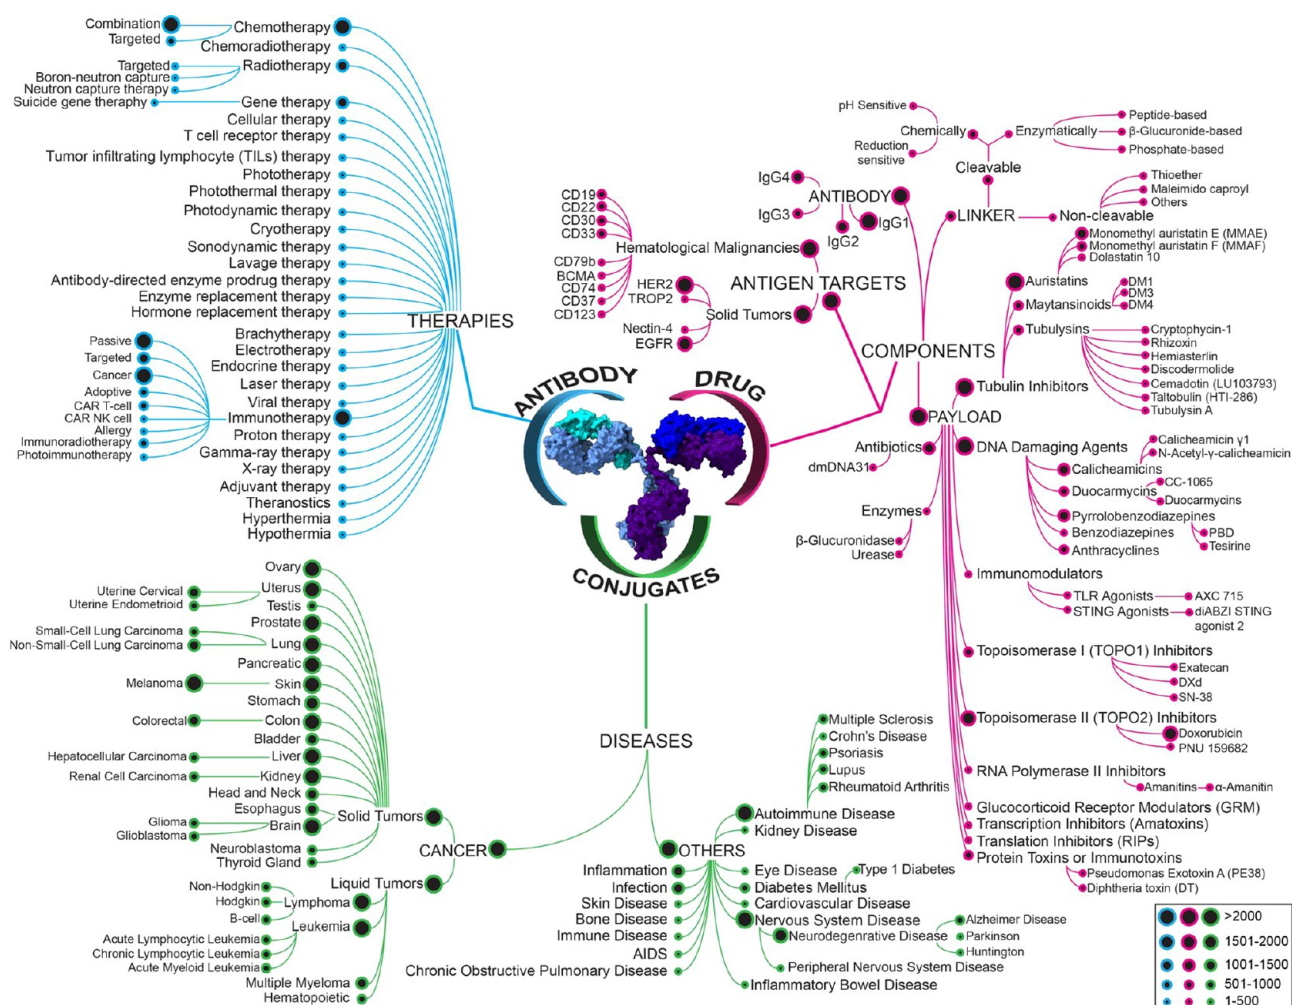 Combination
Targeted
Chemotherapy
Chemoradiotherapy
Targeted
Boron-neutron capture
Neutron capture therapy
Radiotherapy
Suicide gene theraphy
Gene therapy
Cellular therapy
T cell receptor therapy
Tumor infiltrating lymphocyte (TILs) therapy
Phototherapy
Photothermal therapy
Photodynamic therapy
Cryotherapy
Sonodynamic therapy
Lavage therapy
Antibody-directed enzyme prodrug therapy
Enzyme replacement therapy
Hormone replacement therapy
Brachytherapy
Electrotherapy
Endocrine therapy
Laser therapy
Viral therapy
Immunotherapy
Proton therapy
Gamma-ray therapy
X-ray therapy
Adjuvant therapy
Theranostics
Hyperthermia
Hypothermia
Passive
Targeted
Cancer
Adoptive
CAR T-cell
CAR NK cell
Allergy
Immunoradiotherapy
Photoimmunotherapy
THERAPIES
ANTIBODY
DRUG
CONJUGATES
COMPONENTS
ANTIGEN TARGETS
Hematological Malignancies
CD19
CD22
CD30
CD33
CD79b
BCMA
CD74
CD37
CD123
Solid Tumors
HER2
TROP2
Nectin-4
EGFR
ANTIBODY
IgG4
IgG3
IgG2
IgG1
LINKER
Cleavable
Chemically
pH Sensitive
Reduction
sensitive
Enzymatically
Peptide-based
β-Glucuronide-based
Phosphate-based
Non-cleavable
Thioether
Maleimido caproyl
Others
PAYLOAD
Tubulin Inhibitors
Auristatins
Monomethyl auristatin E (MMAE)
Monomethyl auristatin F (MMAF)
Dolastatin 10
Maytansinoids
DM1
DM3
DM4
Tubulysins
Cryptophycin-1
Rhizoxin
Hemiasterlin
Discodermolide
Cemadotin (LU103793)
Taltobulin (HTI-286)
Tubulysin A
Antibiotics
dmDNA31
Enzymes
β-Glucuronidase
Urease
DNA Damaging Agents
Calicheamicins
Calicheamicin γ1
N-Acetyl-γ-calicheamicin
Duocarmycins
CC-1065
Duocarmycins
Pyrrolobenzodiazepines
PBD
Tesirine
Benzodiazepines
Anthracyclines
Immunomodulators
TLR Agonists
AXC 715
STING Agonists
diABZI STING
agonist 2
Topoisomerase I (TOPO1) Inhibitors
Exatecan
DXd
SN-38
Topoisomerase II (TOPO2) Inhibitors
Doxorubicin
PNU 159682
RNA Polymerase II Inhibitors
Amanitins
α-Amanitin
Glucocorticoid Receptor Modulators (GRM)
Transcription Inhibitors (Amatoxins)
Translation Inhibitors (RIPs)
Protein Toxins or Immunotoxins
Pseudomonas Exotoxin A (PE38)
Diphtheria toxin (DT)
DISEASES
CANCER
Solid Tumors
Ovary
Uterus
Uterine Cervical
Uterine Endometrioid
Testis
Prostate
Lung
Small-Cell Lung Carcinoma
Non-Small-Cell Lung Carcinoma
Pancreatic
Skin
Melanoma
Stomach
Colon
Colorectal
Bladder
Liver
Hepatocellular Carcinoma
Kidney
Renal Cell Carcinoma
Head and Neck
Esophagus
Brain
Glioma
Glioblastoma
Neuroblastoma
Thyroid Gland
Liquid Tumors
Lymphoma
Non-Hodgkin
Hodgkin
B-cell
Leukemia
Acute Lymphocytic Leukemia
Chronic Lymphocytic Leukemia
Acute Myeloid Leukemia
Multiple Myeloma
Hematopoietic
OTHERS
Autoimmune Disease
Multiple Sclerosis
Crohn's Disease
Psoriasis
Lupus
Rheumatoid Arthritis
Kidney Disease
Inflammation
Infection
Skin Disease
Bone Disease
Immune Disease
AIDS
Chronic Obstructive Pulmonary Disease
Eye Disease
Diabetes Mellitus
Type 1 Diabetes
Cardiovascular Disease
Nervous System Disease
Neurodegenrative Disease
Alzheimer Disease
Parkinson
Huntington
Peripheral Nervous System Disease
Inflammatory Bowel Disease
>2000
1501-2000
1001-1500
501-1000
1-500